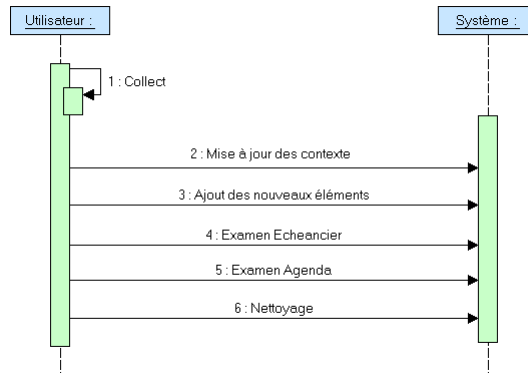 Utilisateur :
Système :
1 : Collect
2 : Mise à jour des contexte
3 : Ajout des nouveaux éléments
4 : Examen Echeancier
5 : Examen Agenda
6 : Nettoyage